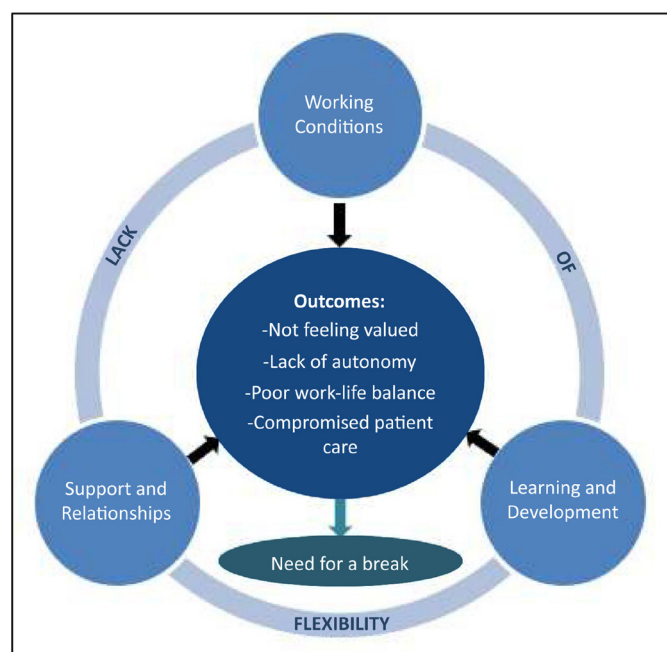 Working
Conditions
LACK
OF
Outcomes:
-Not feeling valued
-Lack of autonomy
-Poor work-life balance
-Compromised patient
care
Support and
Relationships
Learning and
Development
Need for a break
FLEXIBILITY